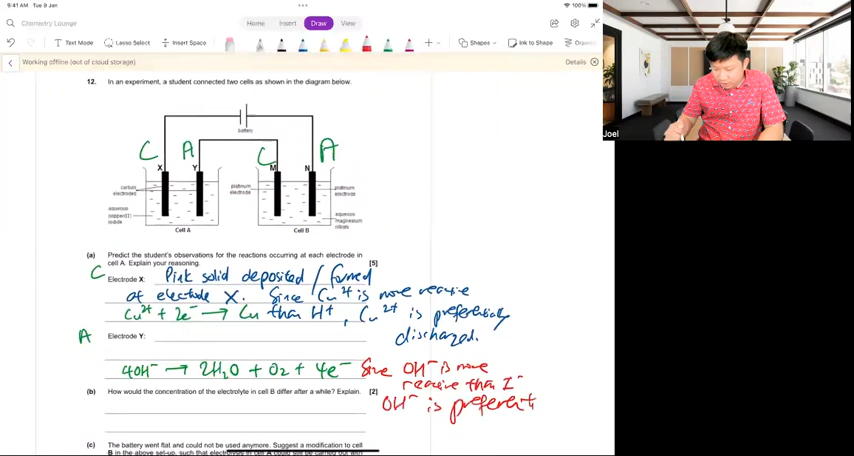 9:41 AM Tue 9 Jan
100%
Chemistry Lounge
Home Insert Draw View
Text Mode Lasso Select Insert Space Shapes Ink to Shape
Working offline (out of cloud storage) Details
Joel
12. In an experiment, a student connected two cells as shown in the diagram below.
battery
C A C A
X Y M N
carbon electrodes
platinum electrode
platinum electrode
aqueous copper(II) iodide
aqueous magnesium nitrate
Cell A Cell B
(a) Predict the student's observations for the reactions occurring at each electrode in
cell A. Explain your reasoning. [5]
C Electrode X: Pink solid deposited / formed
at electrode X. Since Cu2+ is more reactive
Cu2+ + 2e- → Cu than H+, Cu2+ is preferentially
discharged.
A Electrode Y:
4OH- → 2H2O + O2 + 4e- Since OH- is more
reactive than I-
OH- is preferent
(b) How would the concentration of the electrolyte in cell B differ after a while? Explain. [2]
(c) The battery went flat and could not be used anymore. Suggest a modification to cell
B in the above set-up, such that electrolysis in cell A could still be carried out with